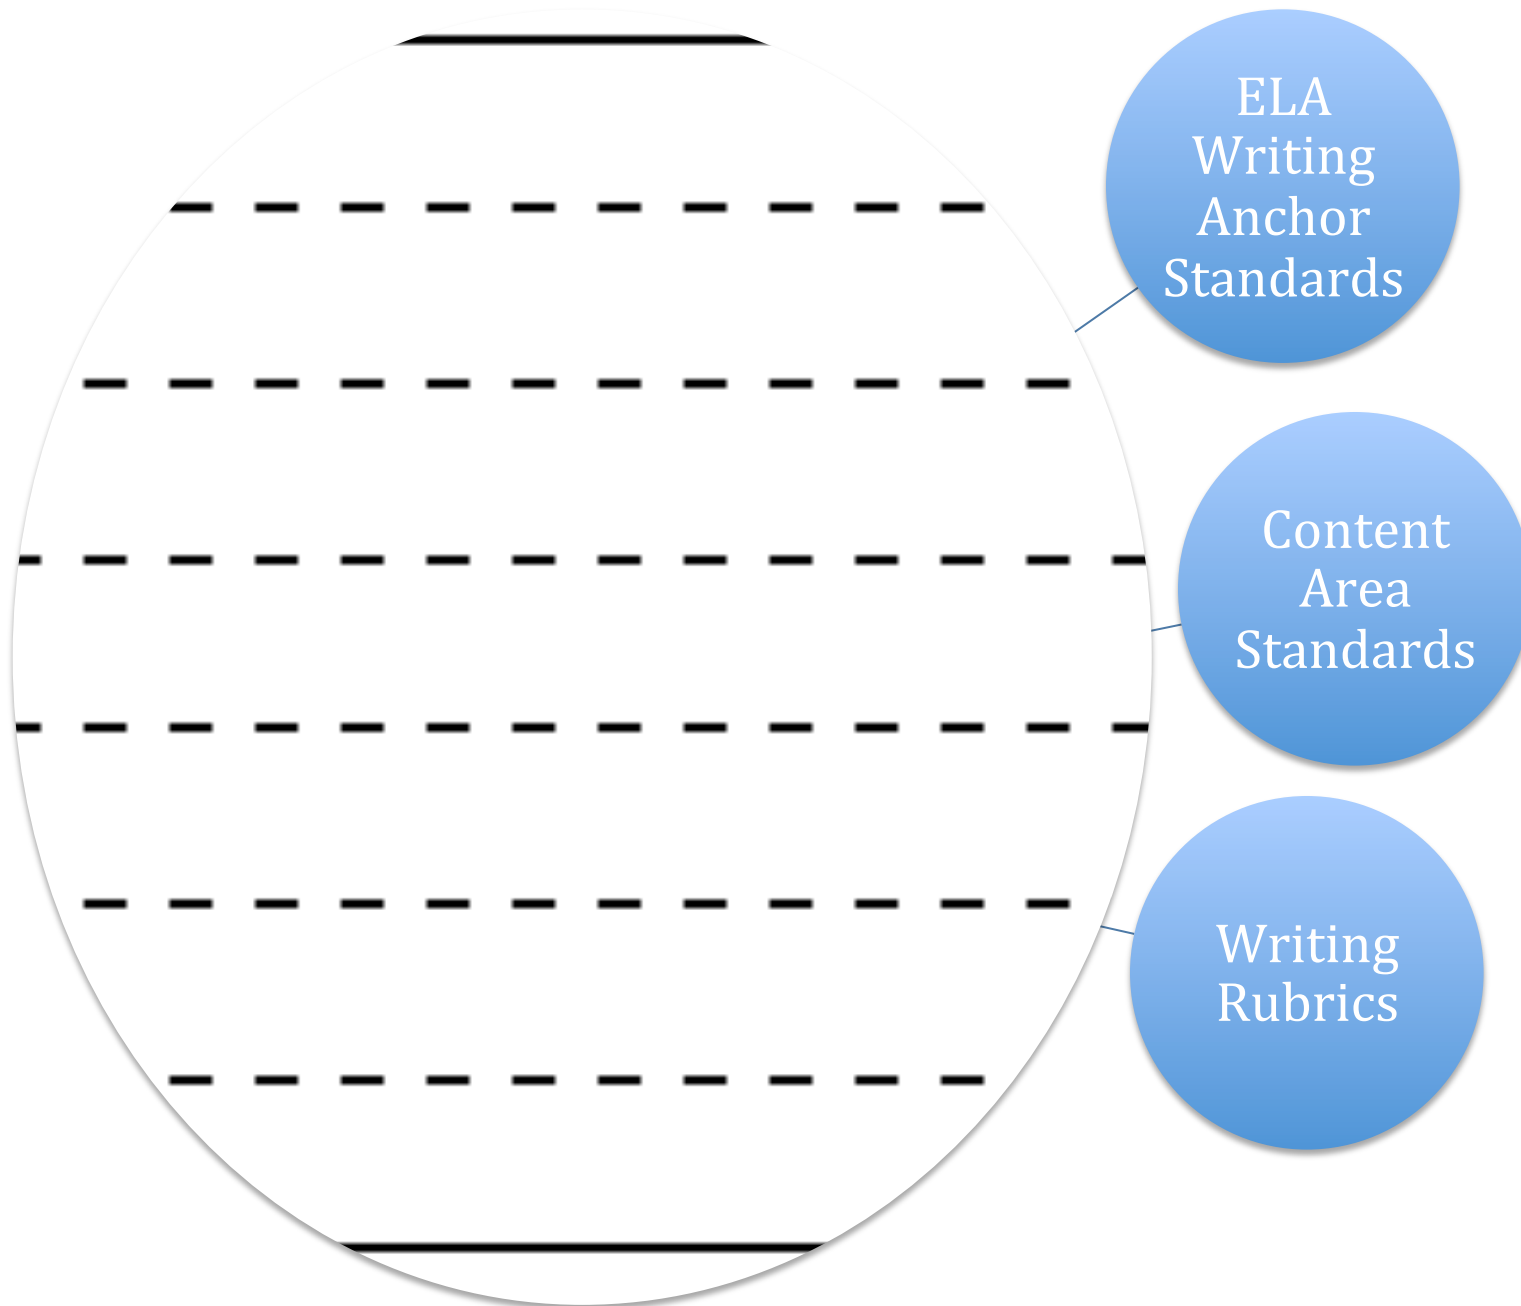 ELA
Writing
Anchor
Standards
Content
Area
Standards
Writing
Rubrics